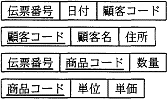 伝票番号 日付 顧客コード
顧客コード 顧客名 住所
伝票番号 商品コード 数量
商品コード 単位 単価